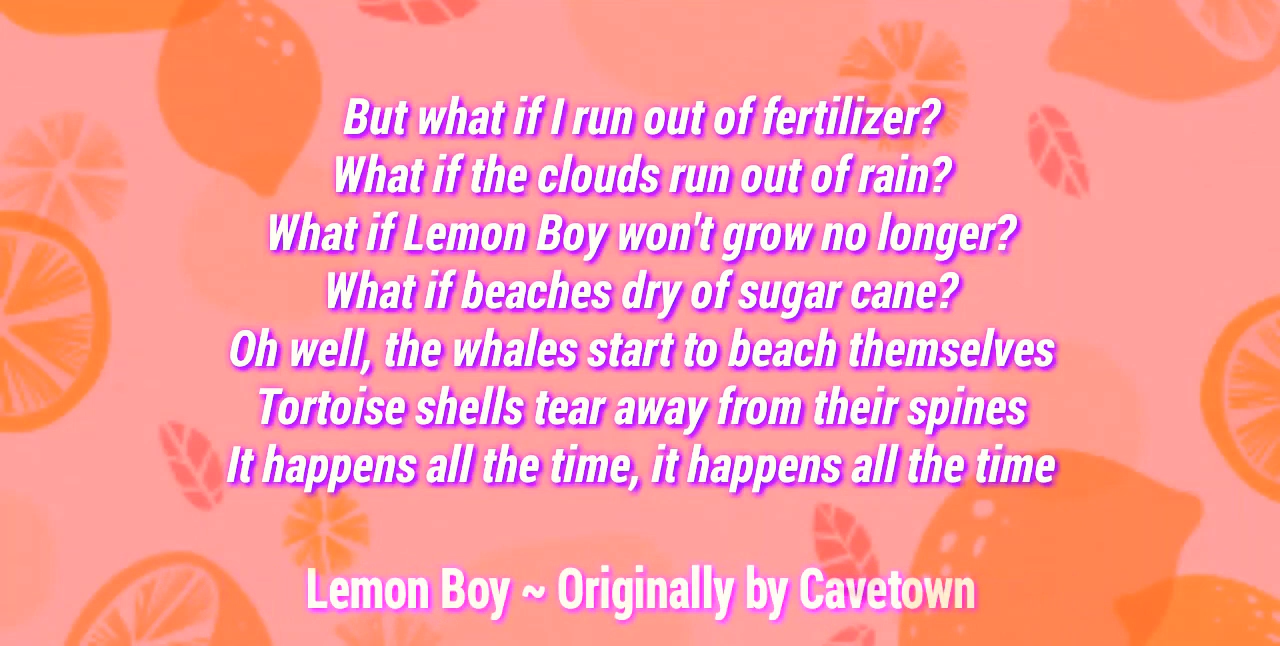 But what if I run out of fertilizer?
What if the clouds run out of rain?
What if Lemon Boy won't grow no longer?
What if beaches dry of sugar cane?
Oh well, the whales start to beach themselves
Tortoise shells tear away from their spines
It happens all the time, it happens all the time
Lemon Boy ~ Originally by Cavetown